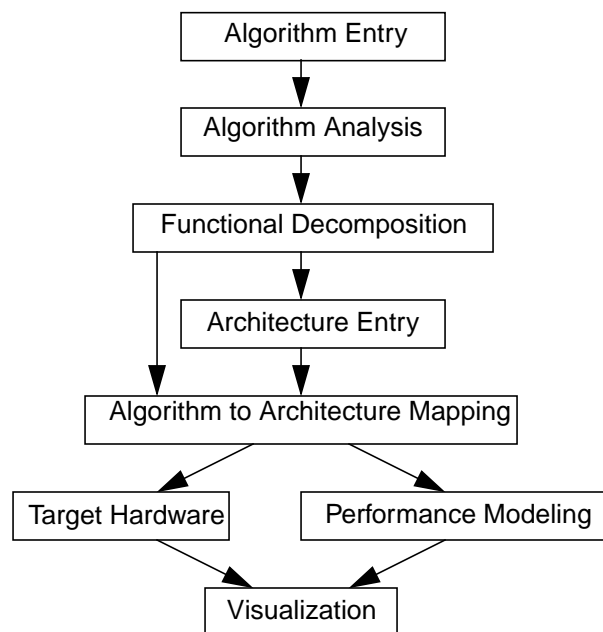 Algorithm Entry
Algorithm Analysis
Functional Decomposition
Architecture Entry
Algorithm to Architecture Mapping
Target Hardware
Performance Modeling
Visualization